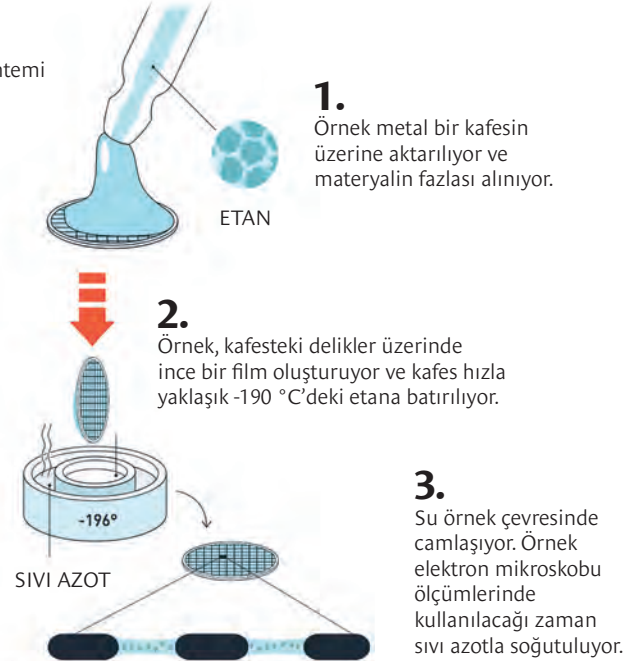 1.
Örnek metal bir kafesin
üzerine aktarılıyor ve
materyalin fazlası alınıyor.
ETAN
2.
Örnek, kafesteki delikler üzerinde
ince bir film oluşturuyor ve kafes hızla
yaklaşık -190 °C’deki etana batırılıyor.
-196°
SIVI AZOT
3.
Su örnek çevresinde
camlaşıyor. Örnek
elektron mikroskobu
ölçümlerinde
kullanılacağı zaman
sıvı azotla soğutuluyor.